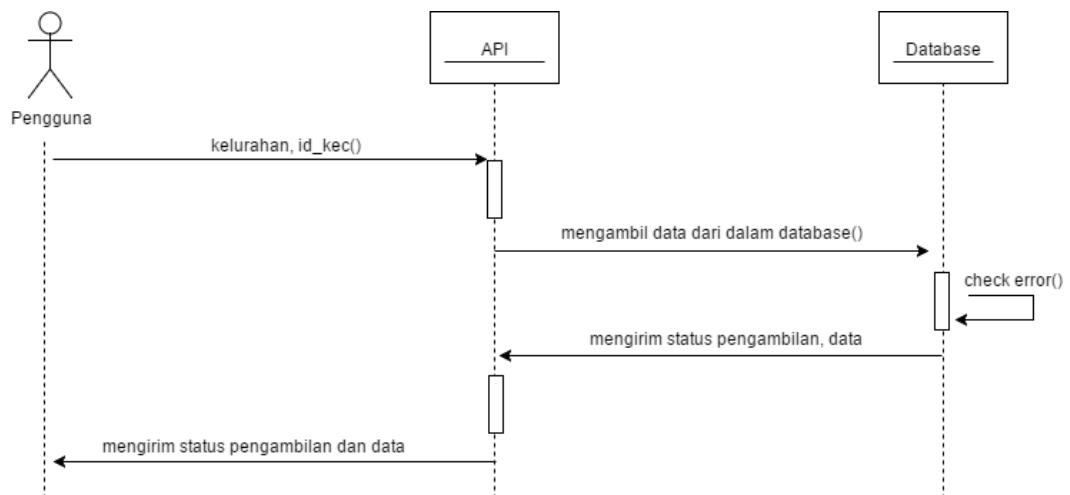 API
Database
Pengguna
kelurahan, id_kec()
mengambil data dari dalam database()
check error()
mengirim status pengambilan, data
mengirim status pengambilan dan data